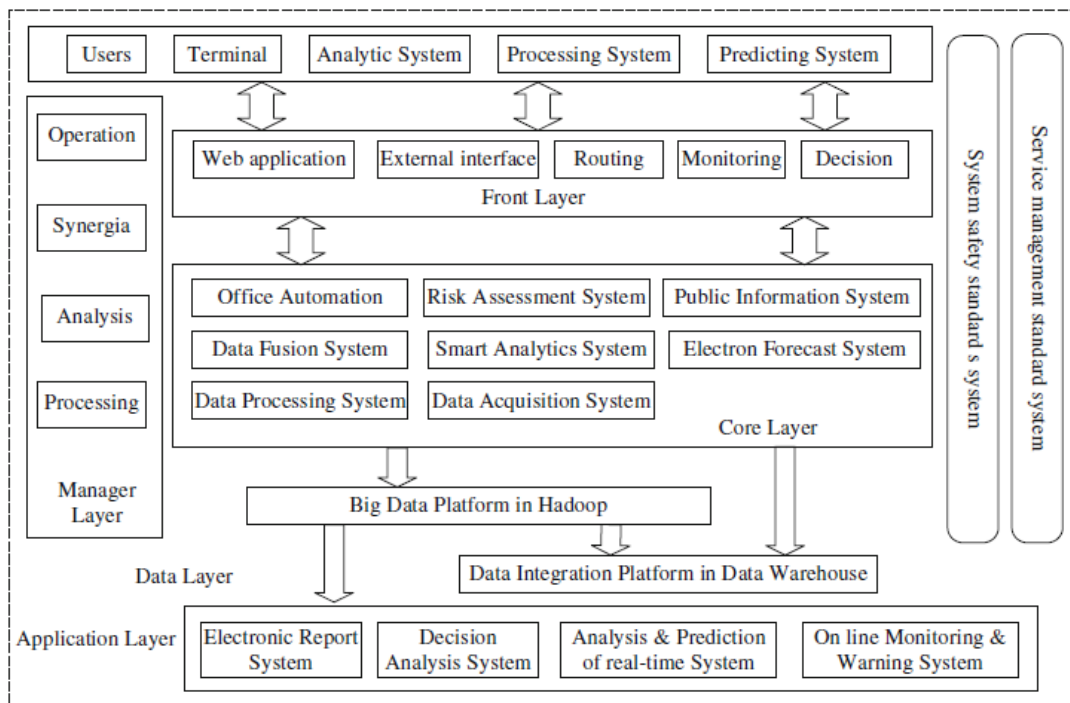 Users
Terminal
Analytic System
Processing System
Predicting System
Operation
Synergia
Analysis
Processing
Manager
Layer
Web application
External interface
Routing
Monitoring
Decision
Front Layer
Office Automation
Risk Assessment System
Public Information System
Data Fusion System
Smart Analytics System
Electron Forecast System
Data Processing System
Data Acquisition System
Core Layer
Big Data Platform in Hadoop
Data Layer
Data Integration Platform in Data Warehouse
Application Layer
Electronic Report
System
Decision
Analysis System
Analysis & Prediction
of real-time System
On line Monitoring &
Warning System
System safety standard s system
Service management standard system